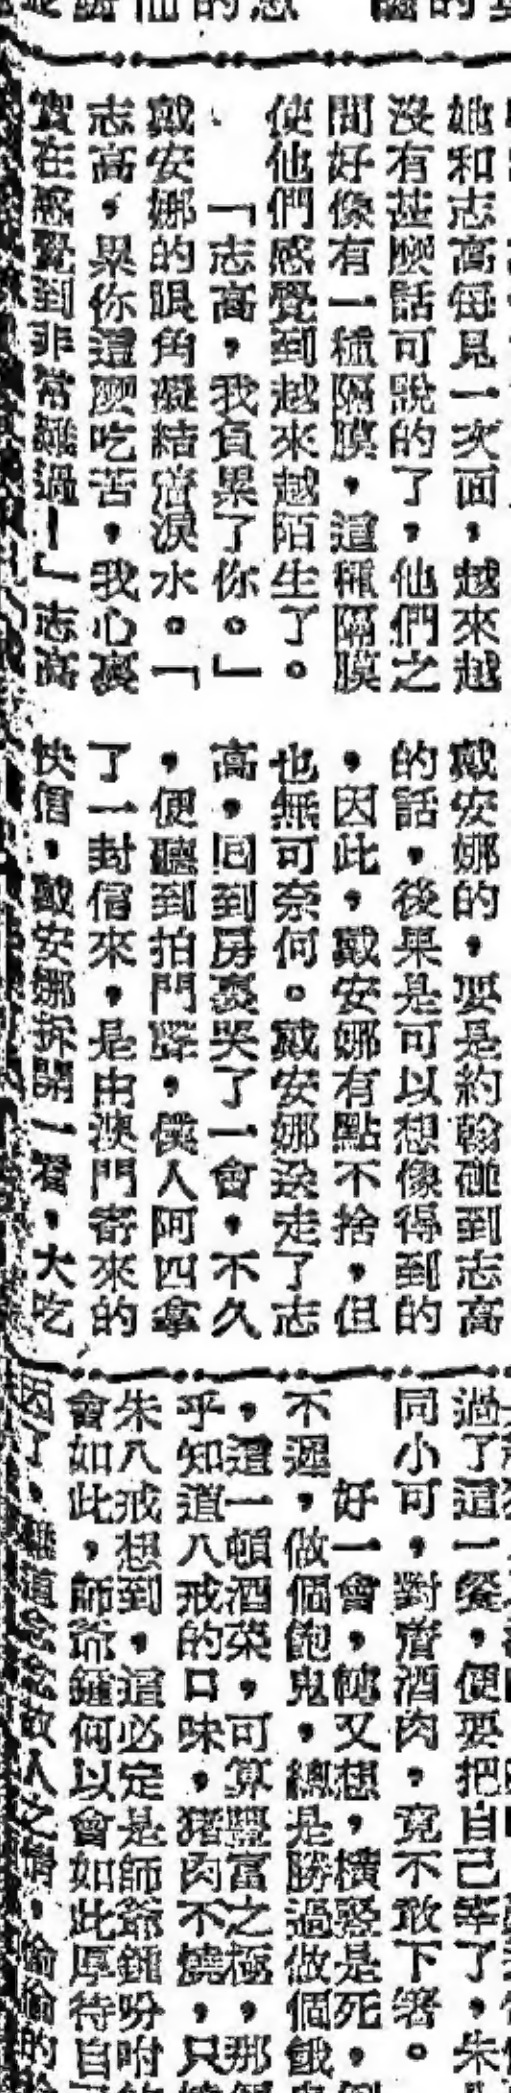 她和志高每見一次面，越來越
沒有甚麼話可說的了，他們之
間好像有一種隔膜，這種隔膜
使他們感覺到越來越陌生了。
「志高，我負累了你。」
戴安娜的眼角凝結着淚水。「
志高，累你這麼吃苦，我心裏
實在感覺到非常難過！」志高
戴安娜的，要是約翰碰到志高
的話，後果是可以想像得到的
，因此，戴安娜有點不捨，但
也無可奈何。戴安娜送走了志
高，回到房裏哭了一會，不久
，便聽到拍門聲，僕人阿四拿
了一封信來，是由澳門寄來的
快信，戴安娜拆開一看，大吃
過了這一餐，便要把自己宰了，朱
同小可，對着酒肉，竟不敢下箸。
好一會，他又想，橫豎是死，倒
不遲，做個飽鬼，總是勝過做個餓
，這一頓酒菜，可算豐富之極，那
乎知道八戒的口味，猪肉不燒，只
朱八戒想到，這必定是師爺鍾吩咐
會如此，師爺鍾何以會如此厚待自
因了，難道念念故人之情，偷偷的